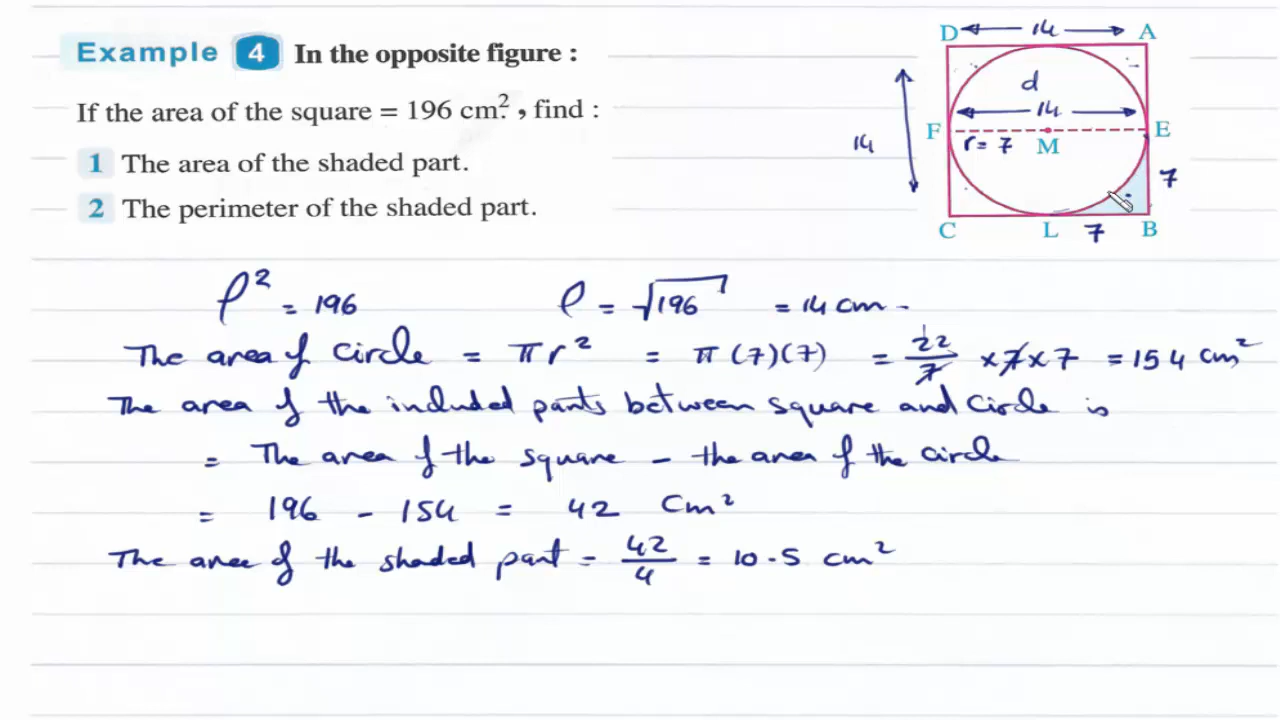 Example 4 In the opposite figure :
If the area of the square = 196 cm² , find :
1 The area of the shaded part.
2 The perimeter of the shaded part.
D 14 A
d
14
14
F r = 7 M E
7
C L 7 B
ℓ² = 196 ℓ = √196 = 14 cm .
The area of circle = π r² = π (7)(7) = 22/7 × 7 × 7 = 154 cm²
The area of the included parts between square and circle is
= The area of the square - the area of the circle
= 196 - 154 = 42 cm²
The area of the shaded part = 42/4 = 10.5 cm²